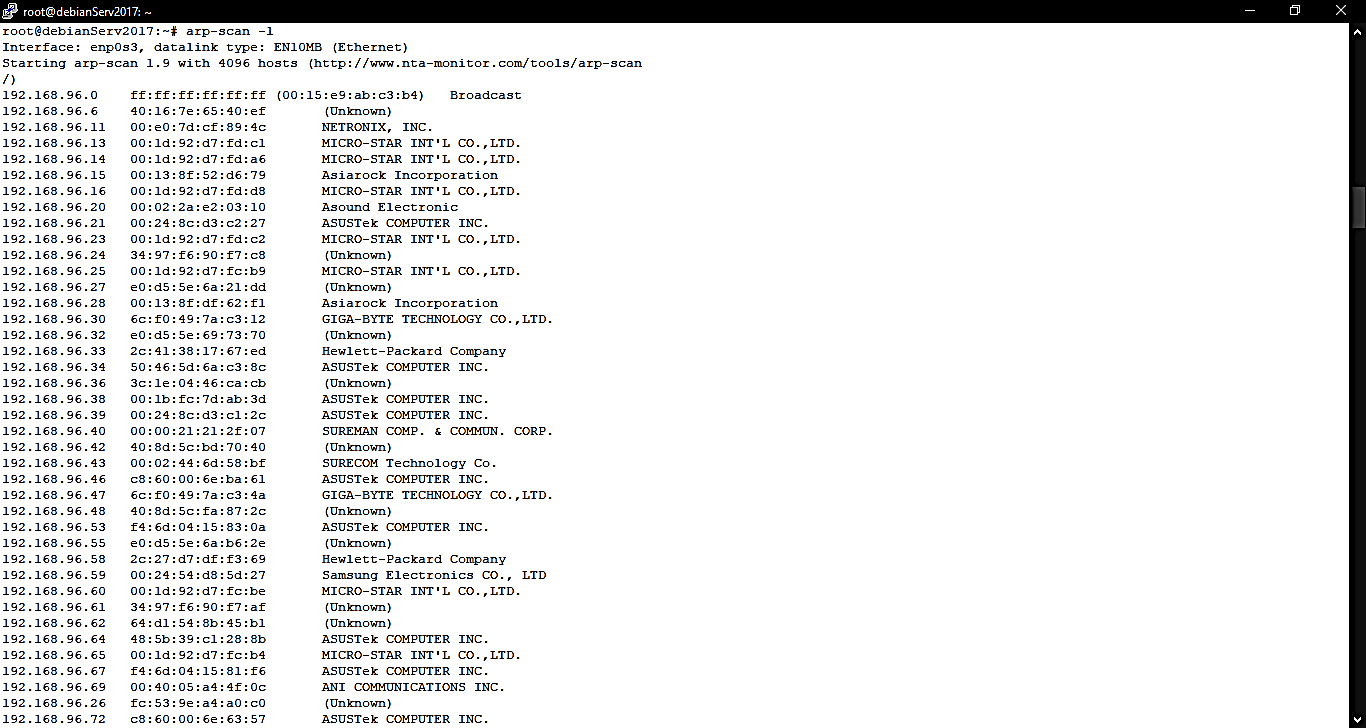 root@debianServ2017: ~
root@debianServ2017:~# arp-scan -l
Interface: enp0s3, datalink type: EN10MB (Ethernet)
Starting arp-scan 1.9 with 4096 hosts (http://www.nta-monitor.com/tools/arp-scan
/)
192.168.96.0    ff:ff:ff:ff:ff:ff (00:15:e9:ab:c3:b4)   Broadcast
192.168.96.6    40:16:7e:65:40:ef       (Unknown)
192.168.96.11   00:e0:7d:cf:89:4c       NETRONIX, INC.
192.168.96.13   00:1d:92:d7:fd:c1       MICRO-STAR INT'L CO.,LTD.
192.168.96.14   00:1d:92:d7:fd:a6       MICRO-STAR INT'L CO.,LTD.
192.168.96.15   00:13:8f:52:d6:79       Asiarock Incorporation
192.168.96.16   00:1d:92:d7:fd:d8       MICRO-STAR INT'L CO.,LTD.
192.168.96.20   00:02:2a:e2:03:10       Asound Electronic
192.168.96.21   00:24:8c:d3:c2:27       ASUSTek COMPUTER INC.
192.168.96.23   00:1d:92:d7:fd:c2       MICRO-STAR INT'L CO.,LTD.
192.168.96.24   34:97:f6:90:f7:c8       (Unknown)
192.168.96.25   00:1d:92:d7:fc:b9       MICRO-STAR INT'L CO.,LTD.
192.168.96.27   e0:d5:5e:6a:21:dd       (Unknown)
192.168.96.28   00:13:8f:df:62:f1       Asiarock Incorporation
192.168.96.30   6c:f0:49:7a:c3:12       GIGA-BYTE TECHNOLOGY CO.,LTD.
192.168.96.32   e0:d5:5e:69:73:70       (Unknown)
192.168.96.33   2c:41:38:17:67:ed       Hewlett-Packard Company
192.168.96.34   50:46:5d:6a:c3:8c       ASUSTek COMPUTER INC.
192.168.96.36   3c:1e:04:46:ca:cb       (Unknown)
192.168.96.38   00:1b:fc:7d:ab:3d       ASUSTek COMPUTER INC.
192.168.96.39   00:24:8c:d3:c1:2c       ASUSTek COMPUTER INC.
192.168.96.40   00:00:21:21:2f:07       SUREMAN COMP. & COMMUN. CORP.
192.168.96.42   40:8d:5c:bd:70:40       (Unknown)
192.168.96.43   00:02:44:6d:58:bf       SURECOM Technology Co.
192.168.96.46   c8:60:00:6e:ba:61       ASUSTek COMPUTER INC.
192.168.96.47   6c:f0:49:7a:c3:4a       GIGA-BYTE TECHNOLOGY CO.,LTD.
192.168.96.48   40:8d:5c:fa:87:2c       (Unknown)
192.168.96.53   f4:6d:04:15:83:0a       ASUSTek COMPUTER INC.
192.168.96.55   e0:d5:5e:6a:b6:2e       (Unknown)
192.168.96.58   2c:27:d7:df:f3:69       Hewlett-Packard Company
192.168.96.59   00:24:54:d8:5d:27       Samsung Electronics CO., LTD
192.168.96.60   00:1d:92:d7:fc:be       MICRO-STAR INT'L CO.,LTD.
192.168.96.61   34:97:f6:90:f7:af       (Unknown)
192.168.96.62   64:d1:54:8b:45:b1       (Unknown)
192.168.96.64   48:5b:39:c1:28:8b       ASUSTek COMPUTER INC.
192.168.96.65   00:1d:92:d7:fc:b4       MICRO-STAR INT'L CO.,LTD.
192.168.96.67   f4:6d:04:15:81:f6       ASUSTek COMPUTER INC.
192.168.96.69   00:40:05:a4:4f:0c       ANI COMMUNICATIONS INC.
192.168.96.26   fc:53:9e:a4:a0:c0       (Unknown)
192.168.96.72   c8:60:00:6e:63:57       ASUSTek COMPUTER INC.